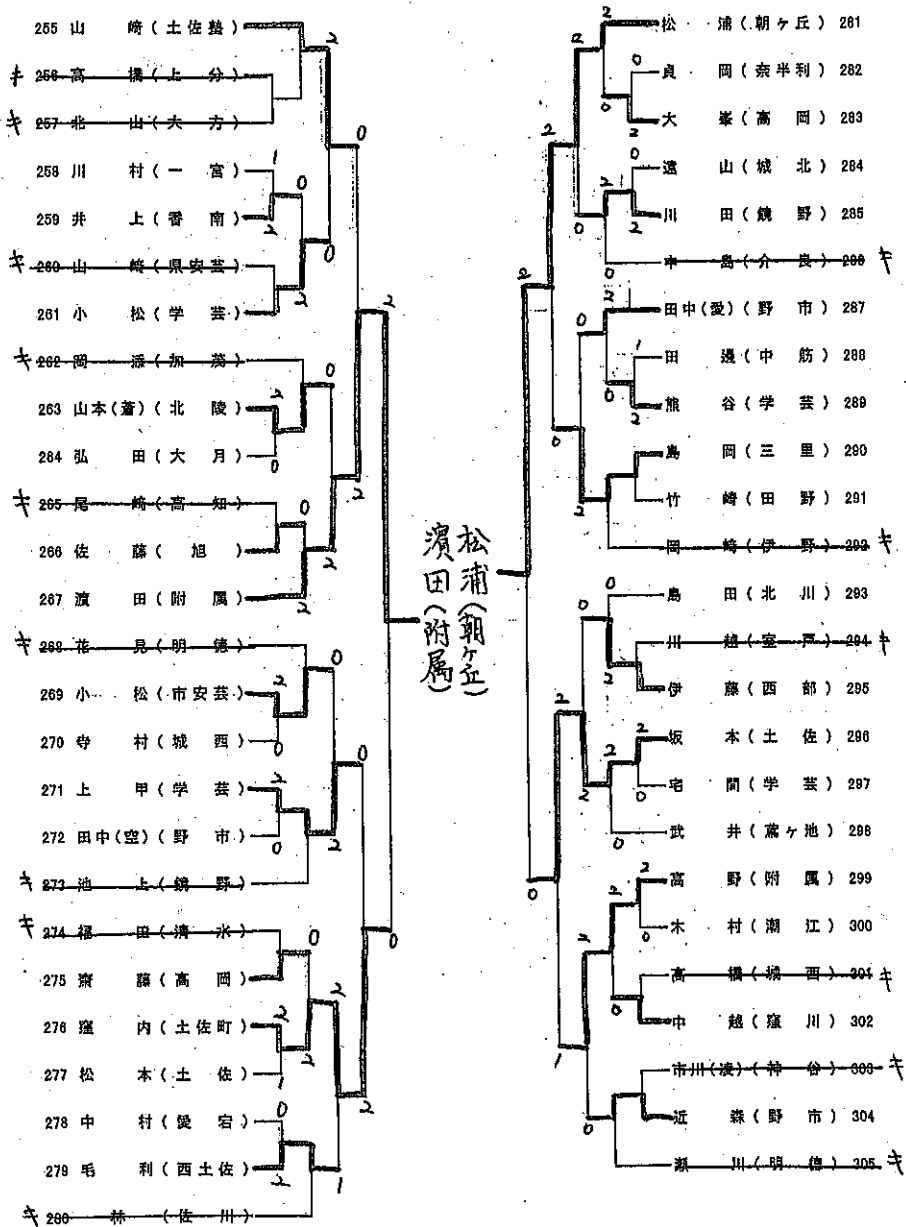 255 山 﨑 (土佐塾)
キ 256 高 橋 (上 分)
キ 257 北 山 (大 方)
258 川 村 (一 宮)
259 井 上 (香 南)
キ 260 山 﨑 (県安芸)
261 小 松 (学 芸)
キ 262 岡 添 (加 茂)
263 山本(蒼) (北 陵)
264 弘 田 (大 月)
キ 265 尾 﨑 (高 知)
266 佐 藤 (旭)
267 濵 田 (附 属)
キ 268 花 見 (明 徳)
269 小 松 (市安芸)
270 寺 村 (城 西)
271 上 甲 (学 芸)
272 田中(空) (野 市)
キ 273 池 上 (鏡 野)
キ 274 福 田 (清 水)
275 齋 藤 (高 岡)
276 窪 内 (土佐町)
277 松 本 (土 佐)
278 中 村 (愛 宕)
279 毛 利 (西土佐)
キ 280 林 (佐 川)
濱田(附属)
松浦(朝ヶ丘)
松 浦 (朝ヶ丘) 281
貞 岡 (奈半利) 282
大 峯 (高 岡) 283
遠 山 (城 北) 284
川 田 (鏡 野) 285
中 島 (介 良) 286 キ
田中(愛) (野 市) 287
田 邊 (中 筋) 288
熊 谷 (学 芸) 289
島 岡 (三 里) 290
竹 﨑 (田 野) 291
岡 﨑 (伊 野) 292 キ
島 田 (北 川) 293
川 越 (室 戸) 294 キ
伊 藤 (西 部) 295
坂 本 (土 佐) 296
宅 間 (学 芸) 297
武 井 (鳶ヶ池) 298
高 野 (附 属) 299
木 村 (潮 江) 300
高 橋 (城 西) 301 キ
中 越 (窪 川) 302
市川(凌) (神 谷) 303 キ
近 森 (野 市) 304
瀬 川 (明 徳) 305 キ